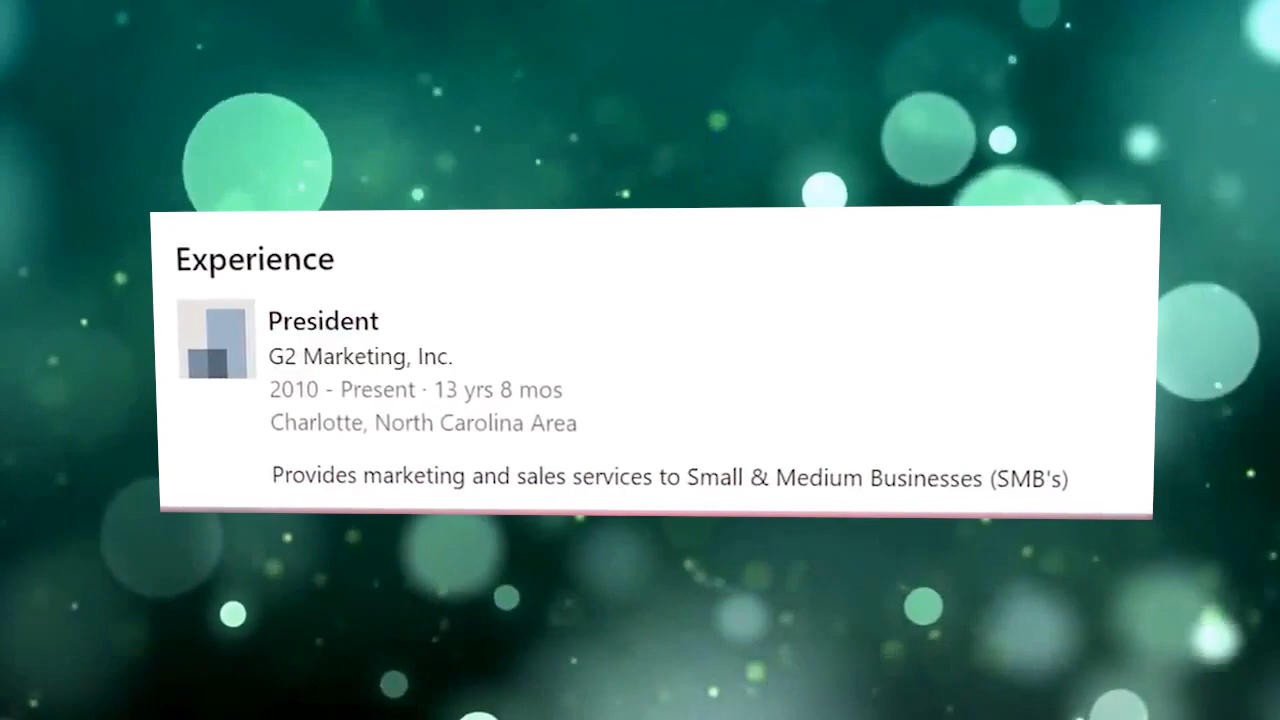 Experience
President
G2 Marketing, Inc.
2010 - Present · 13 yrs 8 mos
Charlotte, North Carolina Area
Provides marketing and sales services to Small & Medium Businesses (SMB's)